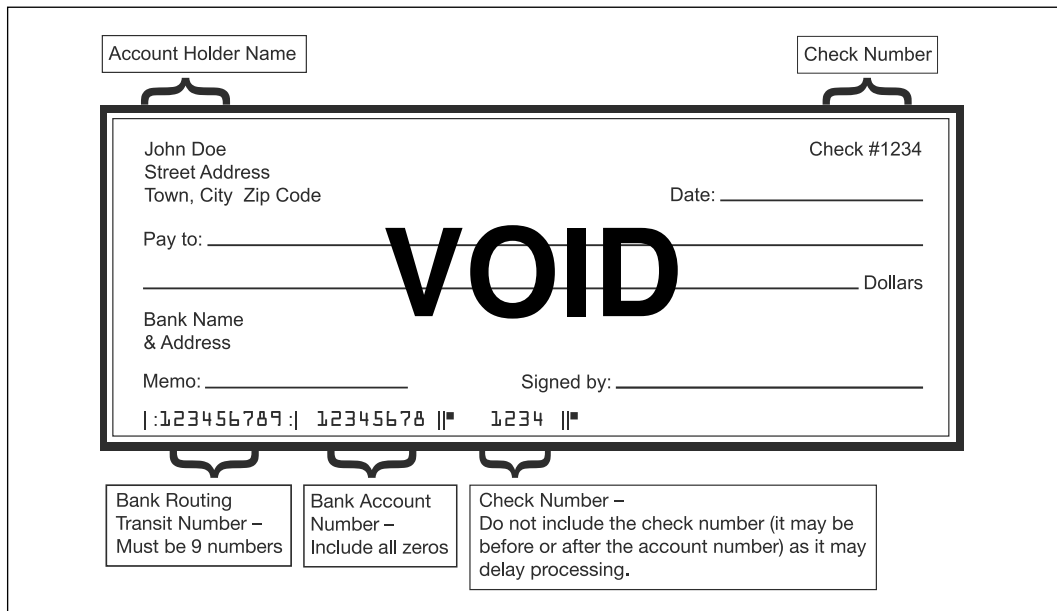 Account Holder Name
Check Number
John Doe
Check #1234
Street Address
Town, City  Zip Code
Date:
Pay to:
VOID
Dollars
Bank Name
& Address
Memo:
Signed by:
|:123456789:| 12345678 ||▪ 1234 ||▪
Bank Routing
Transit Number –
Must be 9 numbers
Bank Account
Number –
Include all zeros
Check Number –
Do not include the check number (it may be
before or after the account number) as it may
delay processing.